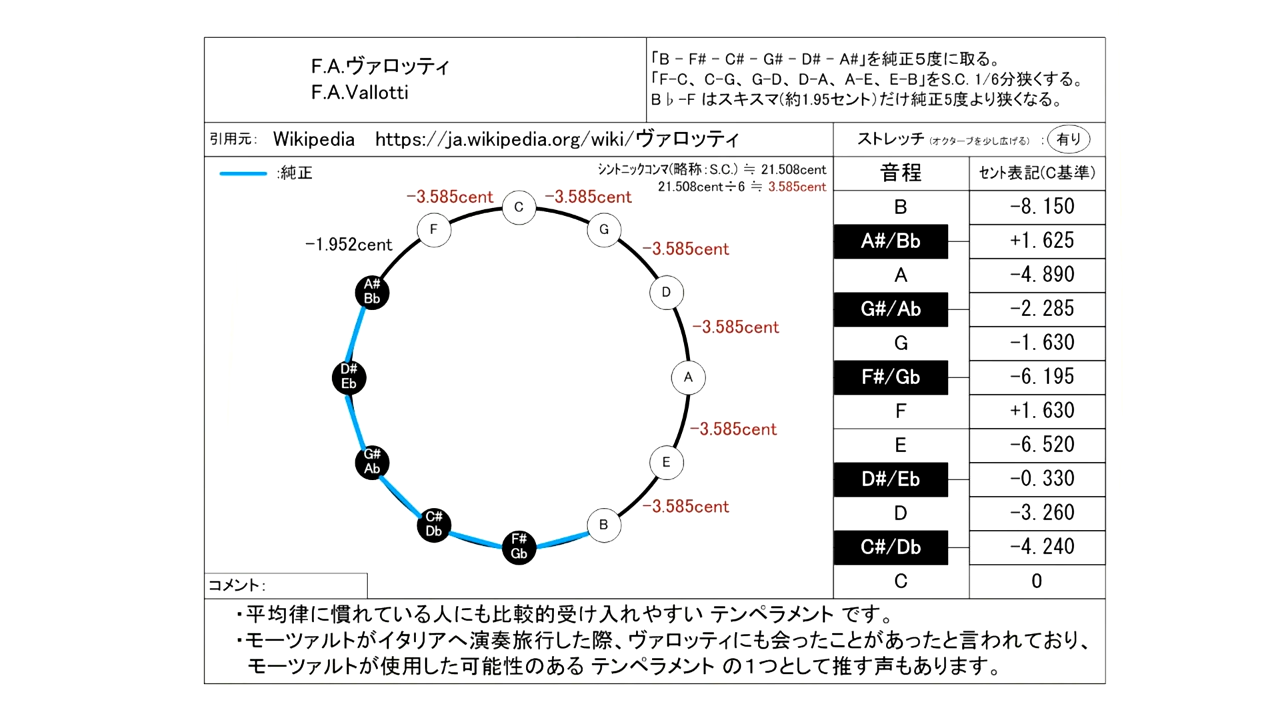 F.A.ヴァロッティ
F.A.Vallotti
「B − F# − C# − G# − D# − A#」を純正5度に取る。
「F-C、C-G、G-D、D-A、A-E、E-B」をS.C. 1/6分狭くする。
B♭-F はスキスマ(約1.95セント)だけ純正5度より狭くなる。
引用元: Wikipedia https://ja.wikipedia.org/wiki/ヴァロッティ
ストレッチ (オクターブを少し広げる) : 有り
:純正
シントニックコンマ(略称:S.C.) ≒ 21.508cent
21.508cent÷6 ≒ 3.585cent
-3.585cent
-3.585cent
-1.952cent
-3.585cent
-3.585cent
-3.585cent
-3.585cent
C
G
D
A
E
B
F#
Gb
C#
Db
G#
Ab
D#
Eb
A#
Bb
F
音程 セント表記(C基準)
B -8.150
A#/Bb +1.625
A -4.890
G#/Ab -2.285
G -1.630
F#/Gb -6.195
F +1.630
E -6.520
D#/Eb -0.330
D -3.260
C#/Db -4.240
C 0
コメント:
・平均律に慣れている人にも比較的受け入れやすい テンペラメント です。
・モーツァルトがイタリアへ演奏旅行した際、ヴァロッティにも会ったことがあったと言われており、
モーツァルトが使用した可能性のある テンペラメント の1つとして推す声もあります。